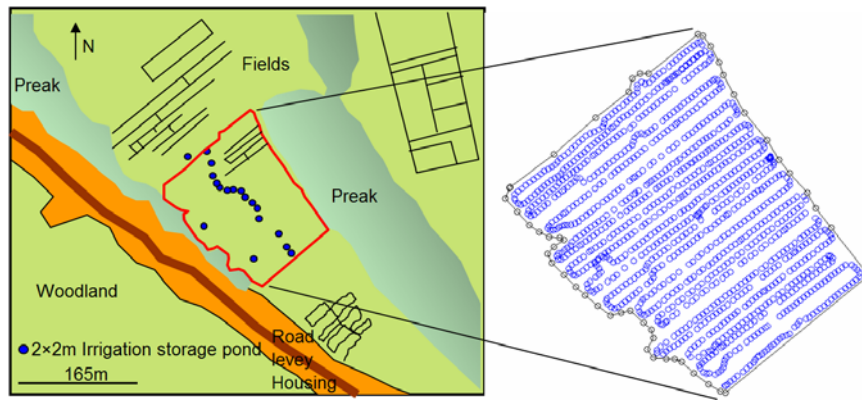 N
Preak
Fields
Preak
Woodland
2×2m Irrigation storage pond
165m
Road
levey
Housing